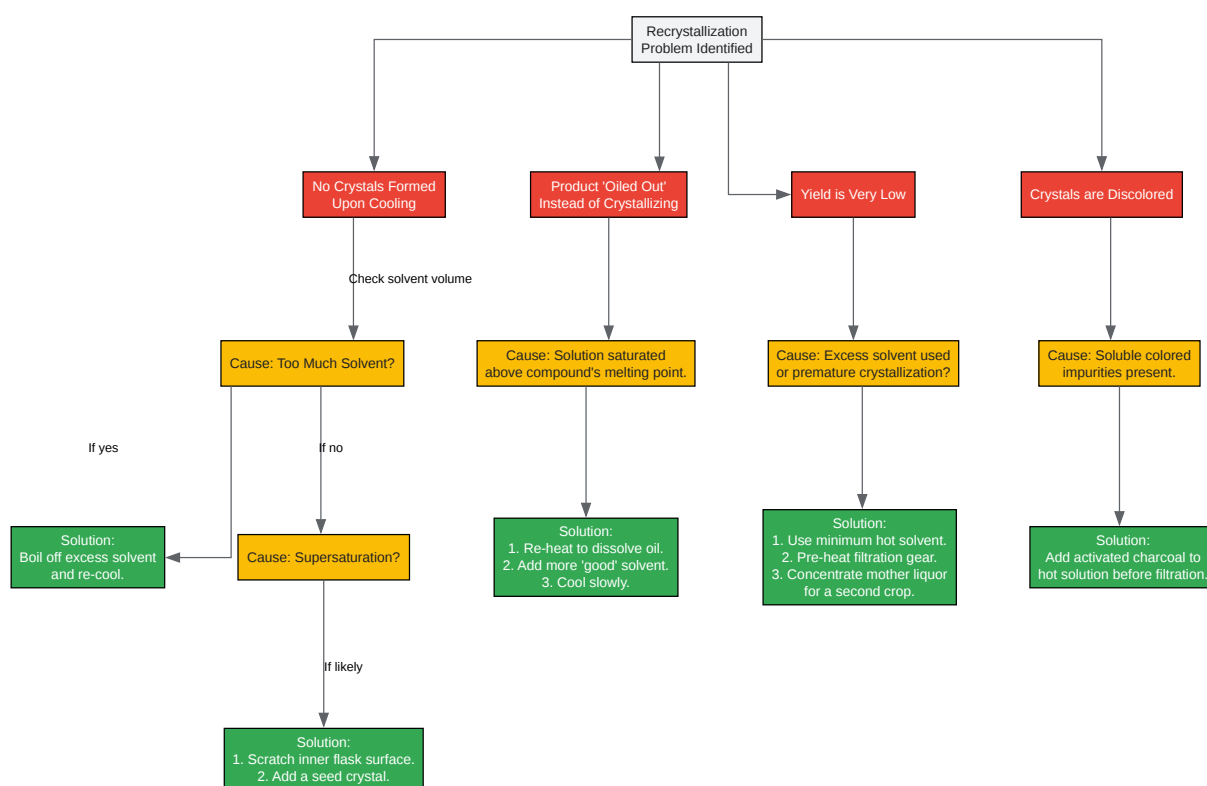 Recrystallization
Problem Identified
No Crystals Formed
Upon Cooling
Product 'Oiled Out'
Instead of Crystallizing
Yield is Very Low
Crystals are Discolored
Check solvent volume
Cause: Too Much Solvent?
Cause: Solution saturated
above compound's melting point.
Cause: Excess solvent used
or premature crystallization?
Cause: Soluble colored
impurities present.
If yes
If no
Solution:
Boil off excess solvent
and re-cool.
Cause: Supersaturation?
Solution:
1. Re-heat to dissolve oil.
2. Add more 'good' solvent.
3. Cool slowly.
Solution:
1. Use minimum hot solvent.
2. Pre-heat filtration gear.
3. Concentrate mother liquor
for a second crop.
Solution:
Add activated charcoal to
hot solution before filtration.
If likely
Solution:
1. Scratch inner flask surface.
2. Add a seed crystal.